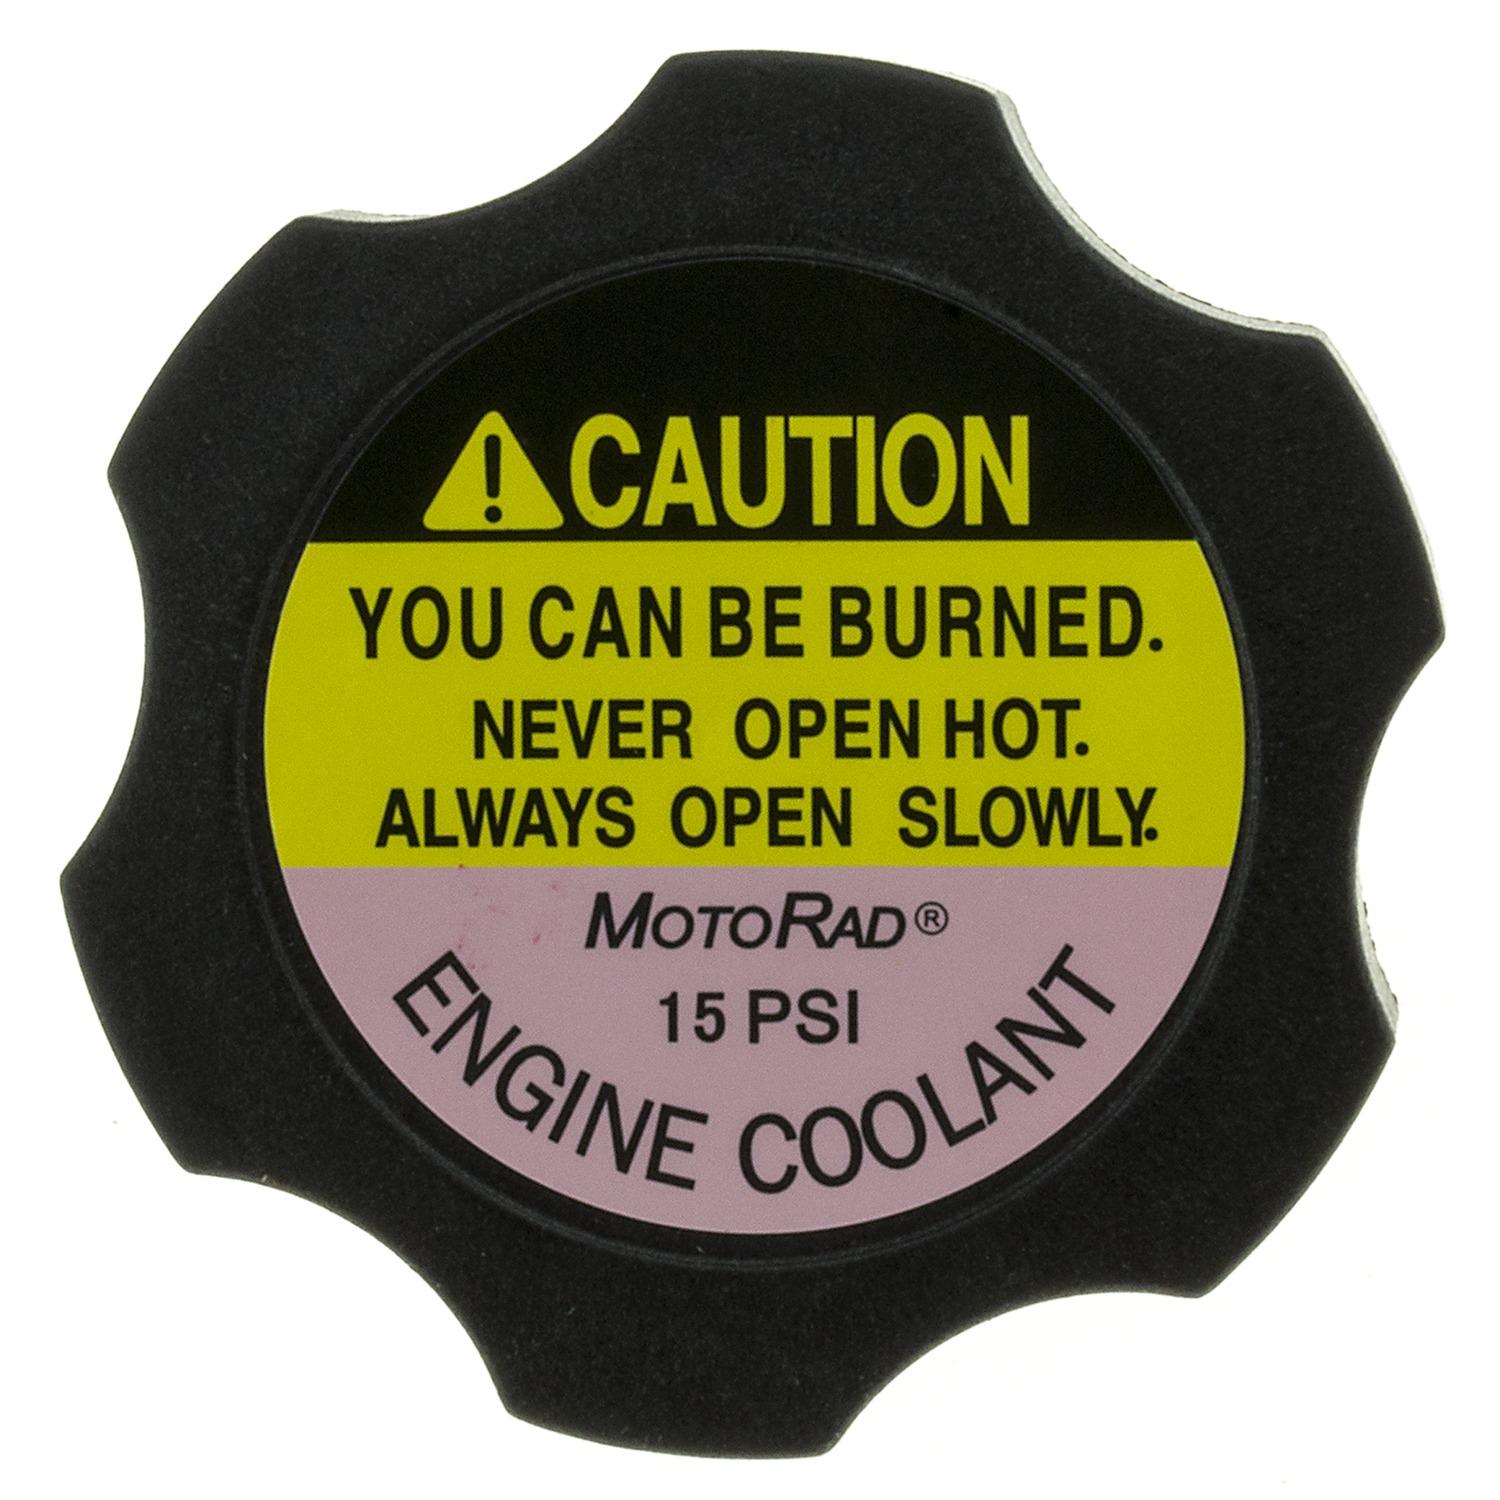 CAUTION
YOU CAN BE BURNED.
NEVER OPEN HOT.
ALWAYS OPEN SLOWLY.
MOTORAD®
15 PSI
ENGINE COOLANT